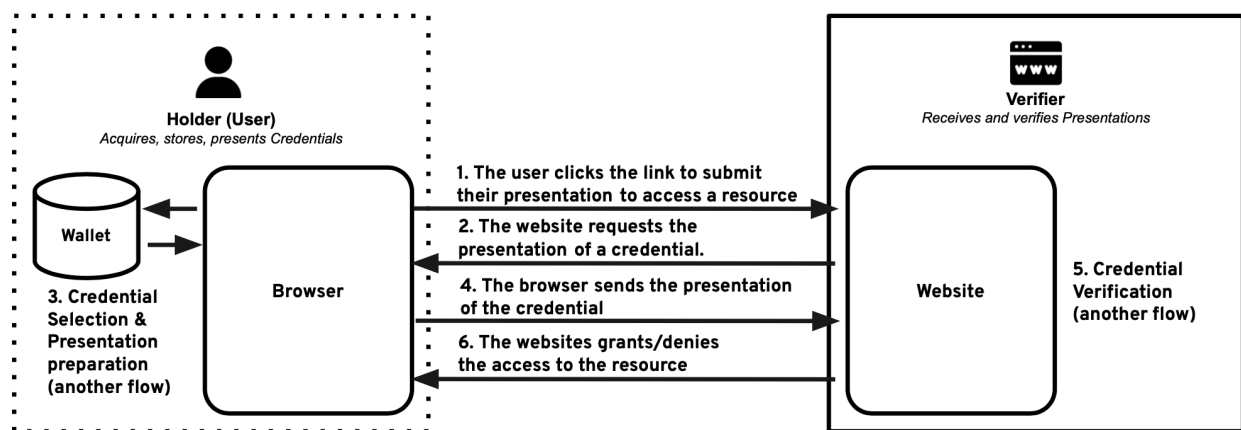 Holder (User)
Acquires, stores, presents Credentials
Wallet
Browser
3. Credential
Selection &
Presentation
preparation
(another flow)
1. The user clicks the link to submit
their presentation to access a resource
2. The website requests the
presentation of a credential.
4. The browser sends the presentation
of the credential
6. The websites grants/denies
the access to the resource
WWW
Verifier
Receives and verifies Presentations
Website
5. Credential
Verification
(another flow)